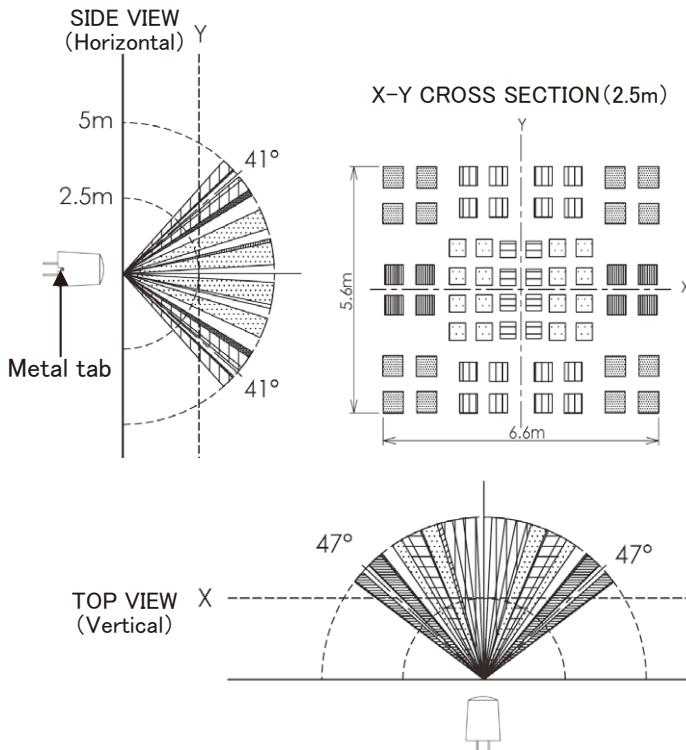 SIDE VIEW
(Horizontal)
Y
5m
41°
2.5m
Metal tab
41°
X-Y CROSS SECTION(2.5m)
Y
X
5.6m
6.6m
47°
47°
TOP VIEW
(Vertical)
X